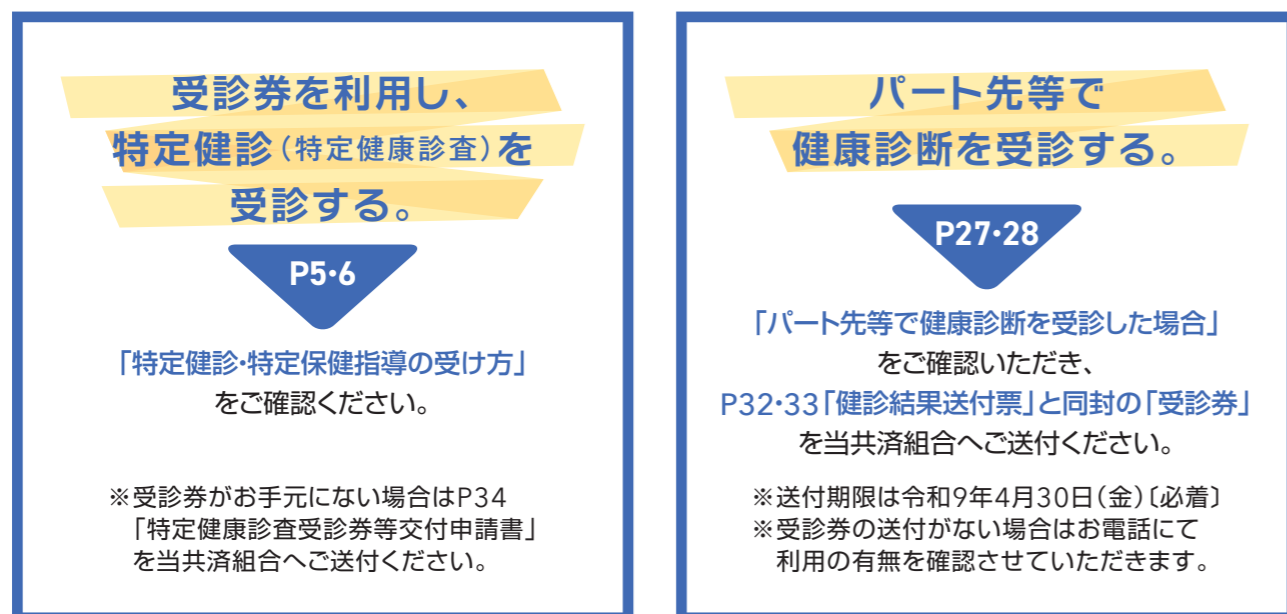 受診券を利用し、
特定健診(特定健康診査)を
受診する。
P5・6
「特定健診・特定保健指導の受け方」
をご確認ください。
※受診券がお手元にない場合はP34
「特定健康診査受診券等交付申請書」
を当共済組合へご送付ください。
パート先等で
健康診断を受診する。
P27・28
「パート先等で健康診断を受診した場合」
をご確認いただき、
P32・33「健診結果送付票」と同封の「受診券」
を当共済組合へご送付ください。
※送付期限は令和9年4月30日(金)〔必着〕
※受診券の送付がない場合はお電話にて
利用の有無を確認させていただきます。